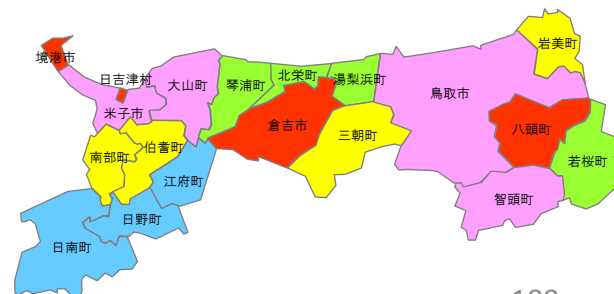 岩美町
境港市
日吉津村
大山町
琴浦町
北栄町
湯梨浜町
鳥取市
米子市
倉吉市
三朝町
八頭町
伯耆町
南部町
江府町
若桜町
智頭町
日野町
日南町